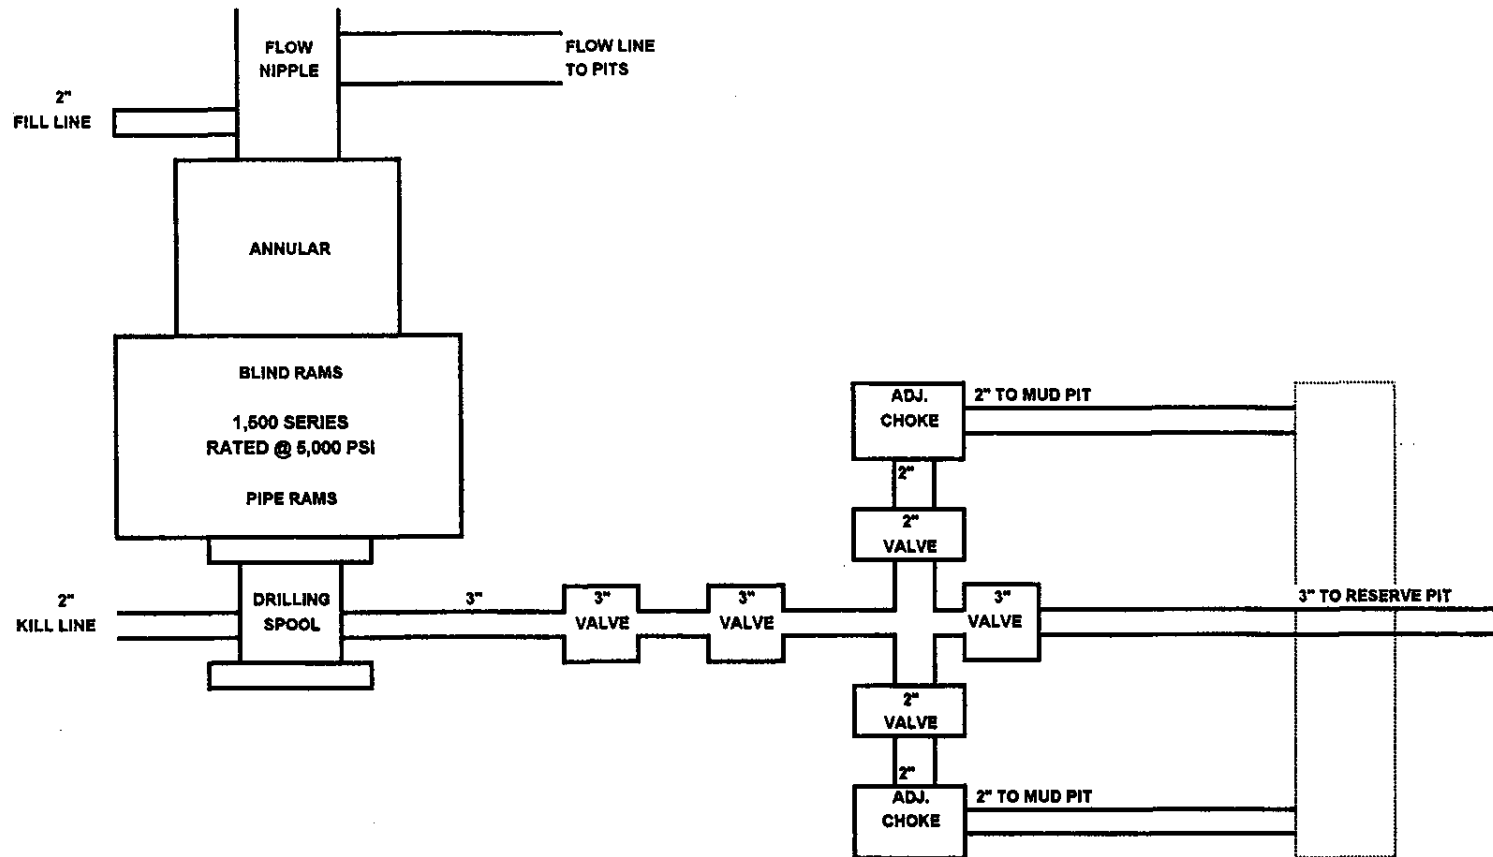 FLOW
NIPPLE
FLOW LINE
TO PITS
2"
FILL LINE
ANNULAR
BLIND RAMS
1,500 SERIES
RATED @ 5,000 PSI
PIPE RAMS
2"
KILL LINE
DRILLING
SPOOL
3"
3"
VALVE
3"
VALVE
ADJ.
CHOKE
2" TO MUD PIT
2"
2"
VALVE
3"
VALVE
3" TO RESERVE PIT
2"
VALVE
2"
ADJ.
CHOKE
2" TO MUD PIT